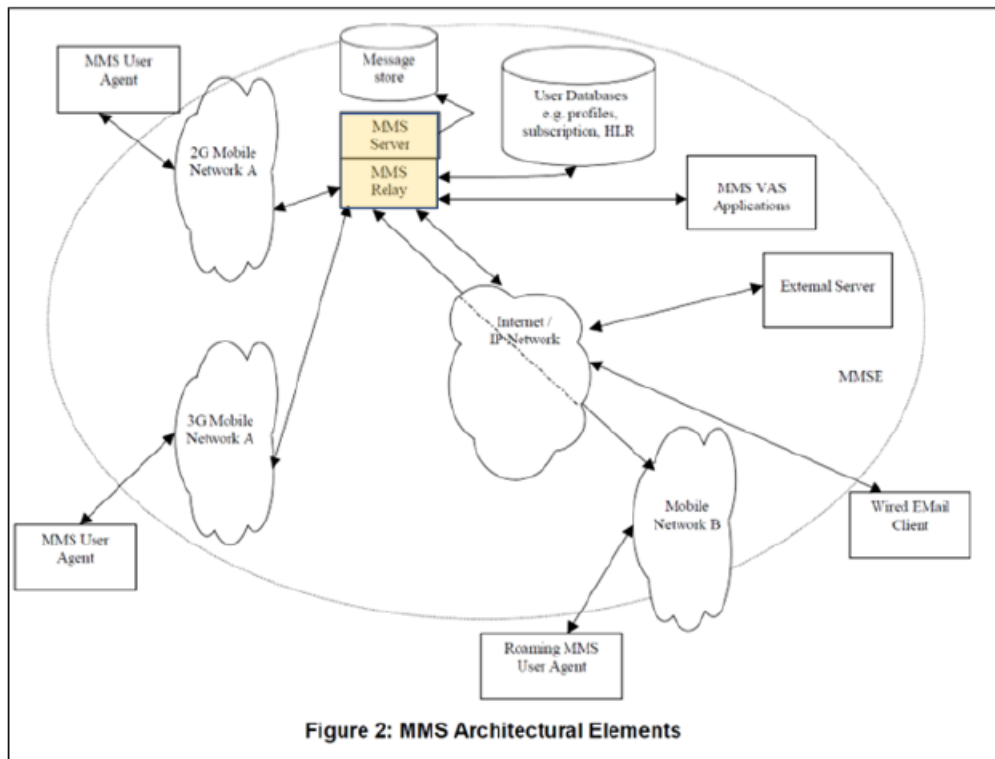 MMS User
Agent
Message
store
User Databases
e.g. profiles,
subscription, HLR
MMS
Server
2G Mobile
Network A
MMS
Relay
MMS VAS
Applications
External Server
Internet /
IP Network
MMSE
3G Mobile
Network A
MMS User
Agent
Mobile
Network B
Wired EMail
Client
Roaming MMS
User Agent
Figure 2: MMS Architectural Elements